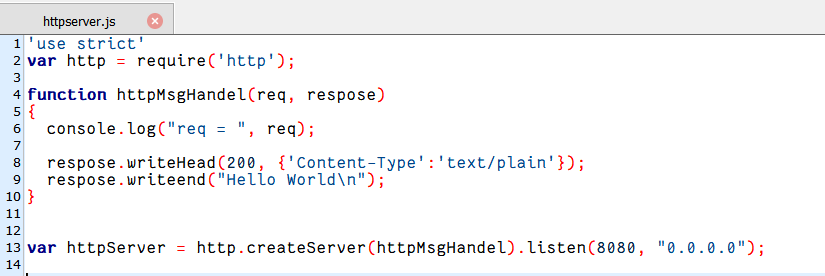 httpserver.js
1 'use strict'
2 var http = require('http');
3
4 function httpMsgHandel(req, respose)
5 {
6   console.log("req = ", req);
7
8   respose.writeHead(200, {'Content-Type':'text/plain'});
9   respose.writeend("Hello World\n");
10 }
11
12
13 var httpServer = http.createServer(httpMsgHandel).listen(8080, "0.0.0.0");
14